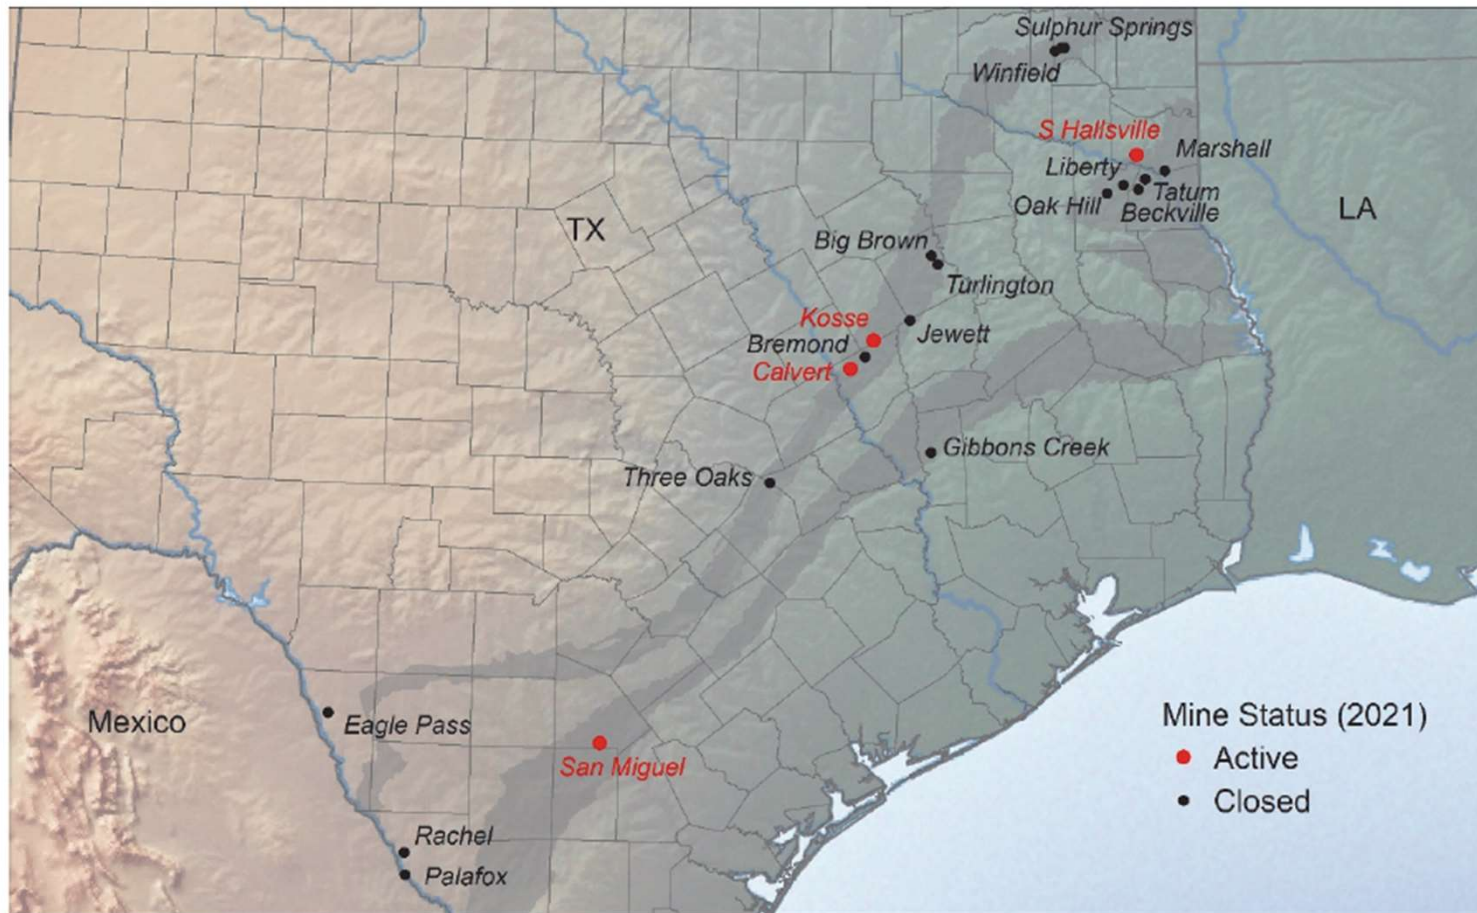 Sulphur Springs
Winfield
S Hallsville
Marshall
Liberty
Tatum
Oak Hill
Beckville
TX
LA
Big Brown
Turlington
Kosse
Jewett
Bremond
Calvert
Gibbons Creek
Three Oaks
Mexico
Eagle Pass
San Miguel
Rachel
Palafox
Mine Status (2021)
Active
Closed